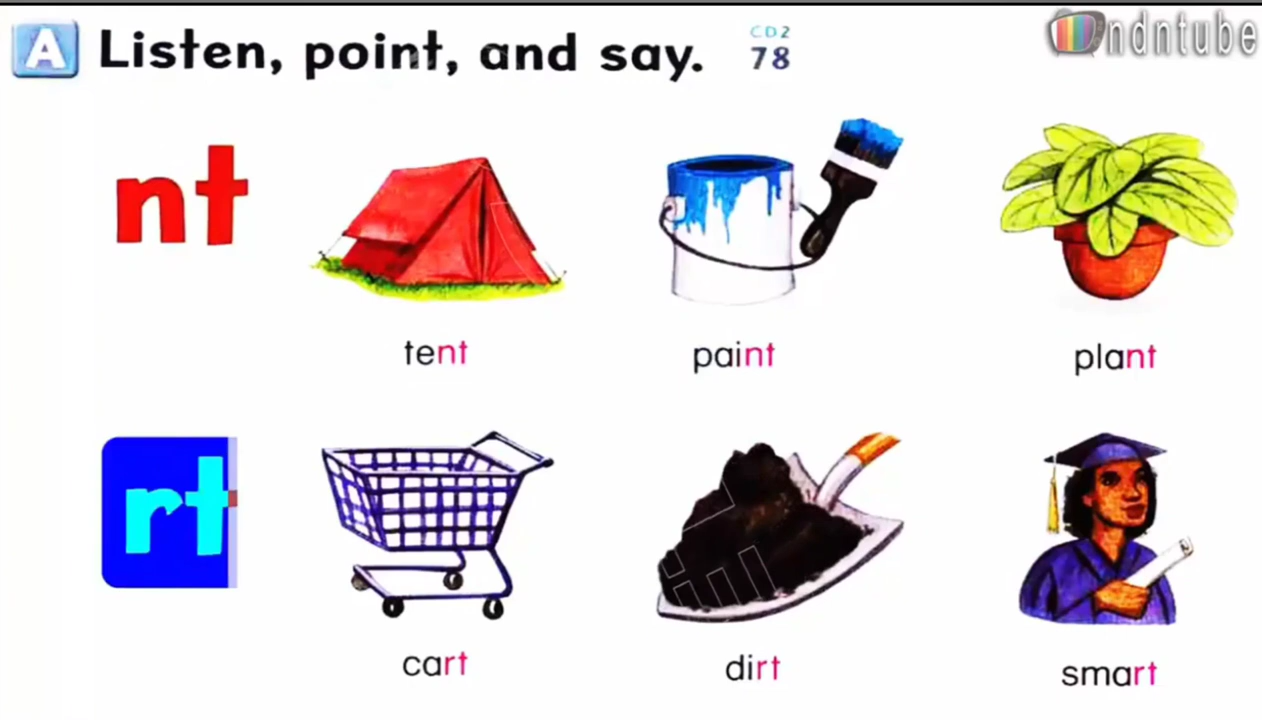 A Listen, point, and say. CD2 78
ndntube
nt
tent paint plant
rt
cart dirt smart